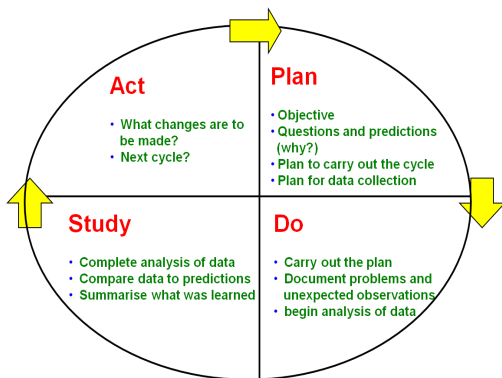 Act
• What changes are to
be made?
• Next cycle?
Plan
• Objective
• Questions and predictions
(why?)
• Plan to carry out the cycle
• Plan for data collection
Study
• Complete analysis of data
• Compare data to predictions
• Summarise what was learned
Do
• Carry out the plan
• Document problems and
unexpected observations
• begin analysis of data